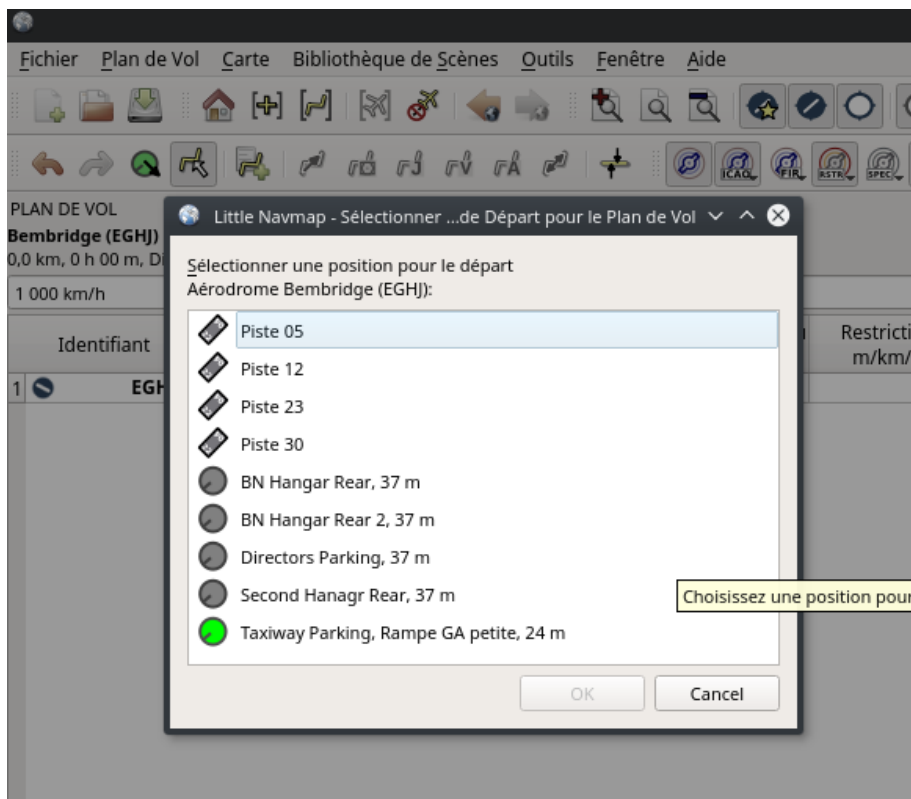 Fichier Plan de Vol Carte Bibliothèque de Scènes Outils Fenêtre Aide
ICAO FIR RSTR SPEC
PLAN DE VOL
Bembridge (EGHJ)
0,0 km, 0 h 00 m, Di
1 000 km/h
Identifiant
Restricti
m/km/
1 EGH
Little Navmap - Sélectionner ...de Départ pour le Plan de Vol
Sélectionner une position pour le départ
Aérodrome Bembridge (EGHJ):
Piste 05
Piste 12
Piste 23
Piste 30
BN Hangar Rear, 37 m
BN Hangar Rear 2, 37 m
Directors Parking, 37 m
Second Hanagr Rear, 37 m
Taxiway Parking, Rampe GA petite, 24 m
Choisissez une position pour
OK Cancel